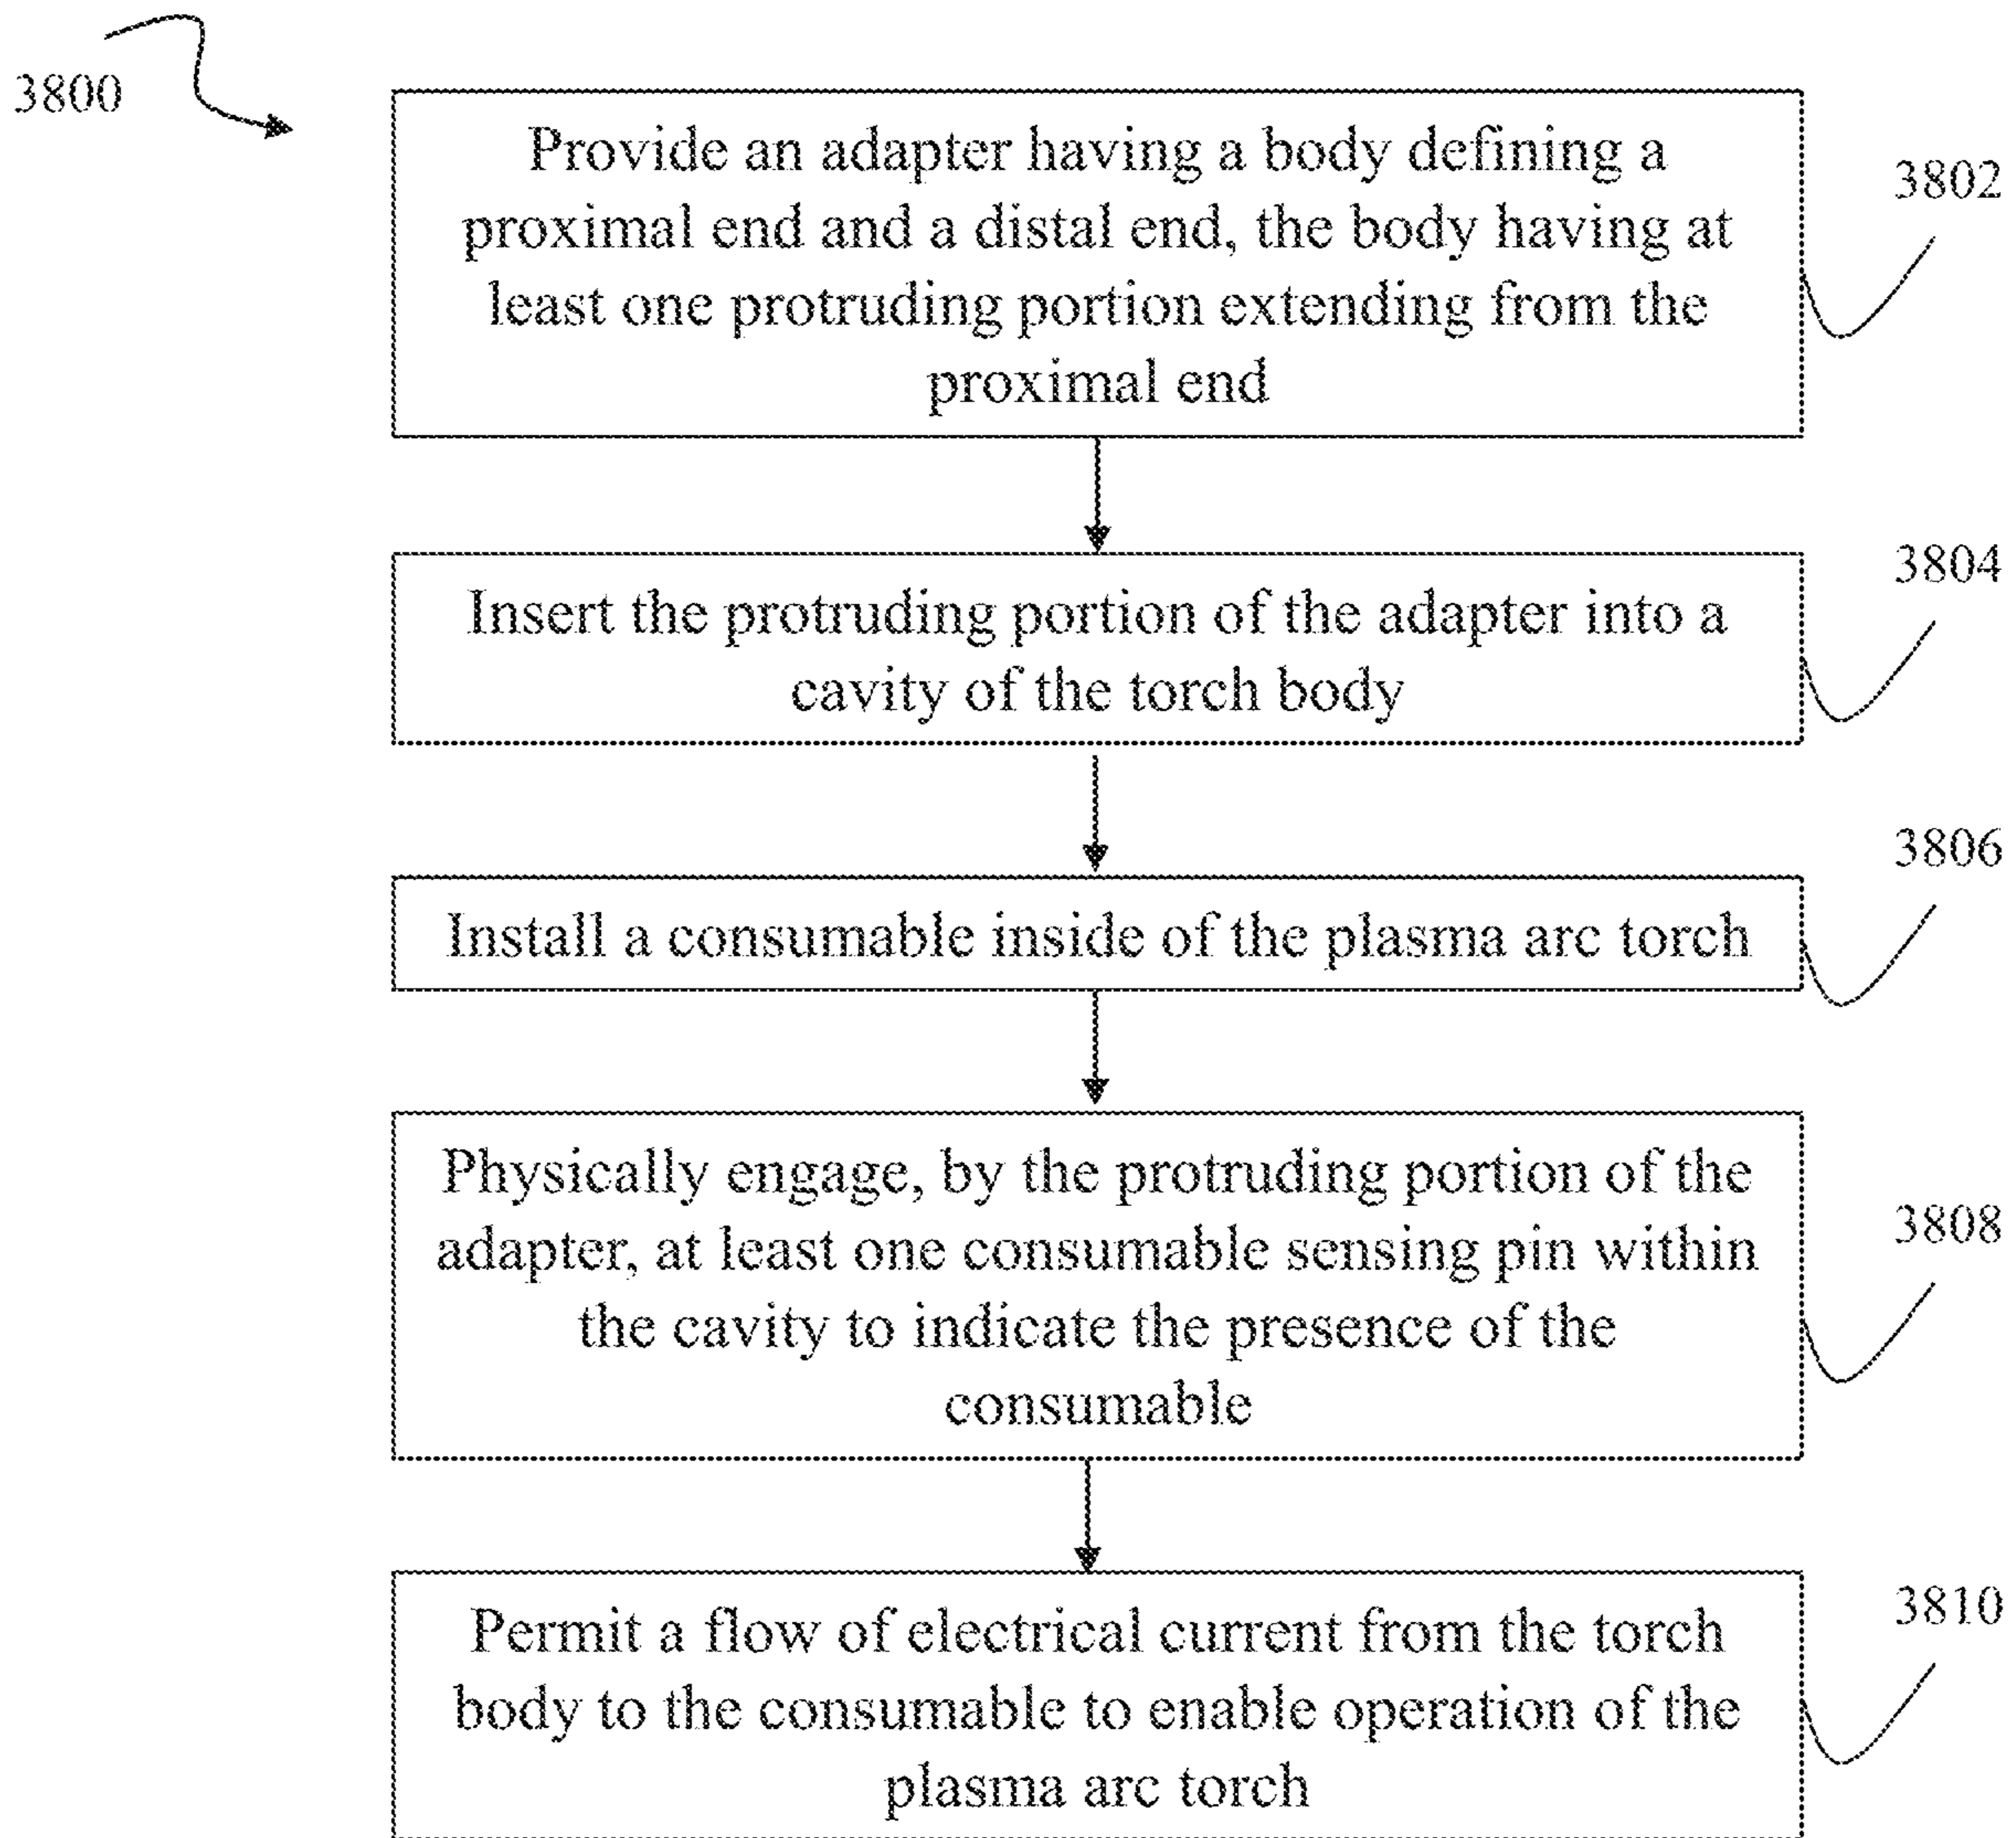 3800
Provide an adapter having a body defining a
proximal end and a distal end, the body having at
least one protruding portion extending from the
proximal end
3802
Insert the protruding portion of the adapter into a
cavity of the torch body
3804
Install a consumable inside of the plasma arc torch
3806
Physically engage, by the protruding portion of the
adapter, at least one consumable sensing pin within
the cavity to indicate the presence of the
consumable
3808
Permit a flow of electrical current from the torch
body to the consumable to enable operation of the
plasma arc torch
3810